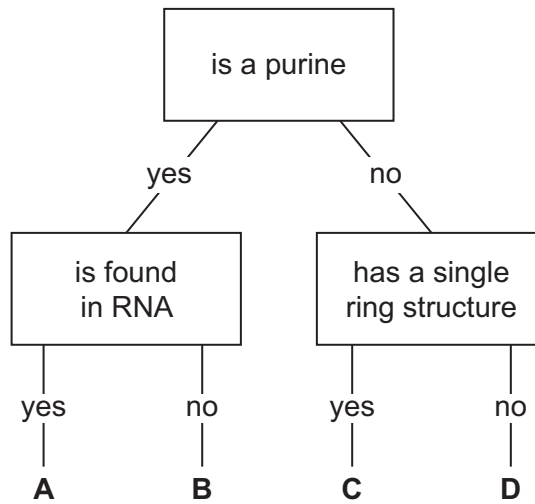 is a purine
yes
no
is found
in RNA
has a single
ring structure
yes
no
yes
no
A
B
C
D